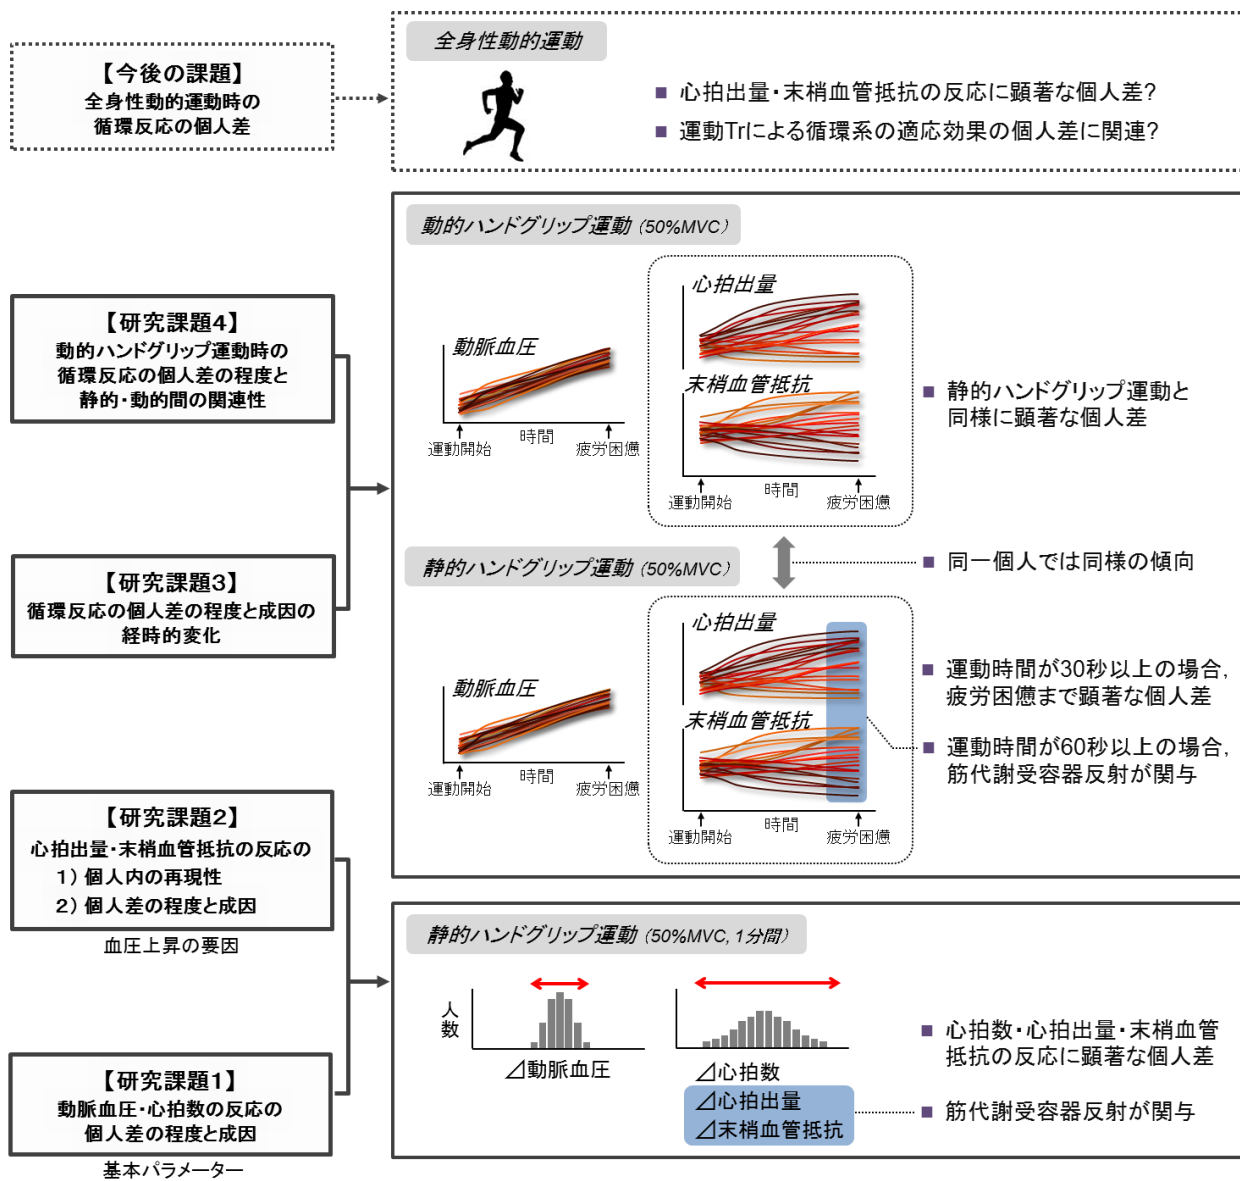 【今後の課題】
全身性動的運動時の
循環反応の個人差
全身性動的運動
■ 心拍出量・末梢血管抵抗の反応に顕著な個人差?
■ 運動Trによる循環系の適応効果の個人差に関連?
【研究課題4】
動的ハンドグリップ運動時の
循環反応の個人差の程度と
静的・動的間の関連性
【研究課題3】
循環反応の個人差の程度と成因の
経時的変化
動的ハンドグリップ運動 (50%MVC)
動脈血圧
運動開始
時間
疲労困憊
心拍出量
末梢血管抵抗
運動開始
時間
疲労困憊
■ 静的ハンドグリップ運動と
同様に顕著な個人差
■ 同一個人では同様の傾向
静的ハンドグリップ運動 (50%MVC)
動脈血圧
運動開始
時間
疲労困憊
心拍出量
末梢血管抵抗
運動開始
時間
疲労困憊
■ 運動時間が30秒以上の場合,
疲労困憊まで顕著な個人差
■ 運動時間が60秒以上の場合,
筋代謝受容器反射が関与
【研究課題2】
心拍出量・末梢血管抵抗の反応の
1) 個人内の再現性
2) 個人差の程度と成因
血圧上昇の要因
【研究課題1】
動脈血圧・心拍数の反応の
個人差の程度と成因
基本パラメーター
静的ハンドグリップ運動 (50%MVC, 1分間)
人数
⊿動脈血圧
⊿心拍数
⊿心拍出量
⊿末梢血管抵抗
■ 心拍数・心拍出量・末梢血管
抵抗の反応に顕著な個人差
■ 筋代謝受容器反射が関与